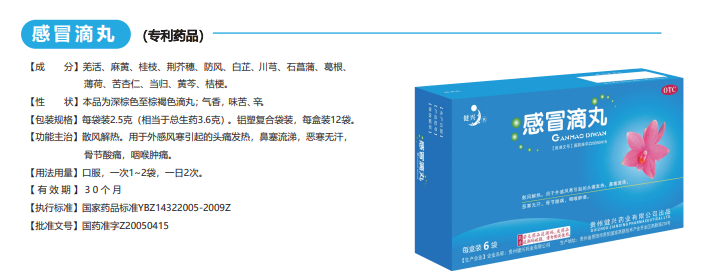 感冒滴丸 (专利药品)
【成 分】羌活、麻黄、桂枝、荆芥穗、防风、白芷、川芎、石菖蒲、葛根、
薄荷、苦杏仁、当归、黄芩、桔梗。
【性 状】本品为深棕色至棕褐色滴丸；气香，味苦、辛。
【包装规格】每袋装2.5克（相当于总生药3.6克）。铝塑复合袋装，每盒装12袋。
【功能主治】散风解热。用于外感风寒引起的头痛发热，鼻塞流涕，恶寒无汗，
骨节酸痛，咽喉肿痛。
【用法用量】口服，一次1~2袋，一日2次。
【有效期】30个月
【执行标准】国家药品标准YBZ14322005-2009Z
【批准文号】国药准字Z20050415
OTC
健兴
感冒滴丸
GANMAO DIWAN
感冒滴丸
每盒装 6 袋
贵州健兴药业有限公司出品